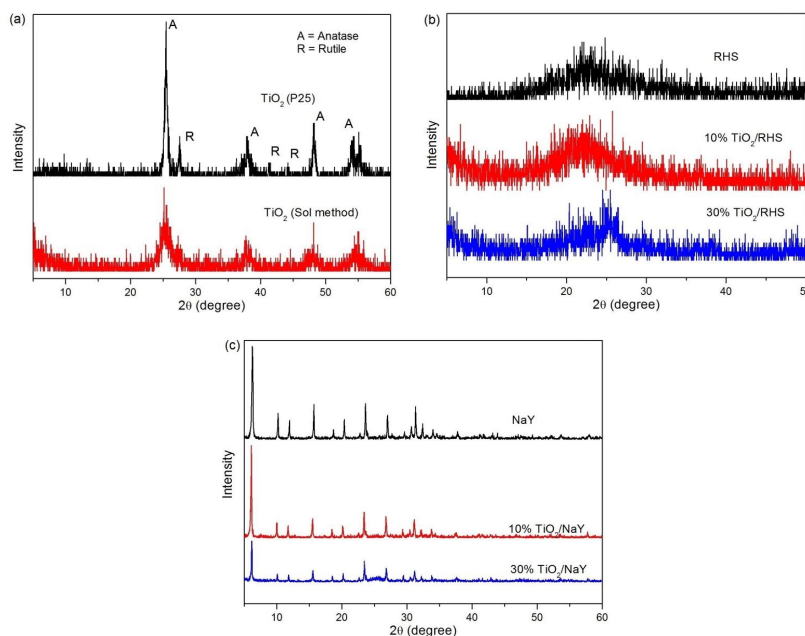 (a)
A
A = Anatase
R = Rutile
TiO2 (P25)
R
A
R
R
A
A
Intensity
TiO2 (Sol method)
10 20 30 40 50 60
2θ (degree)
(b)
RHS
10% TiO2/RHS
Intensity
30% TiO2/RHS
10 20 30 40 50
2θ (degree)
(c)
NaY
Intensity
10% TiO2/NaY
30% TiO2/NaY
10 20 30 40 50 60
2θ (degree)